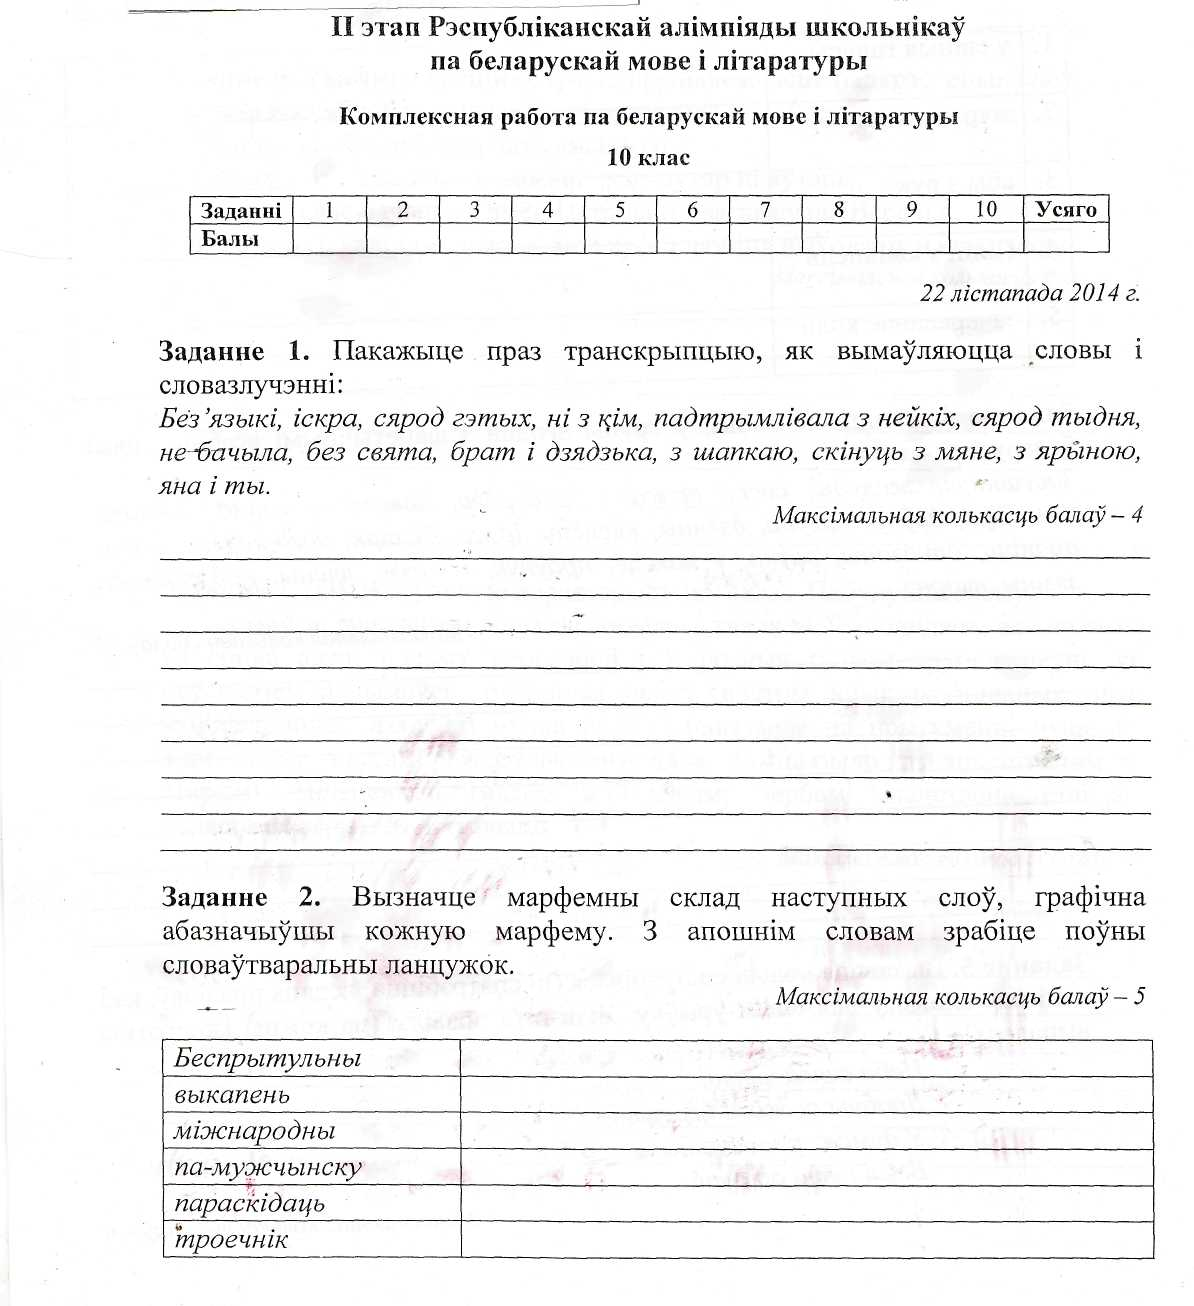 II этап Рэспубліканскай алімпіяды школьнікаў
па беларускай мове і літаратуры
Комплексная работа па беларускай мове і літаратуры
10 клас
Заданні 1 2 3 4 5 6 7 8 9 10 Усяго
Балы
22 лістапада 2014 г.
Заданне 1. Пакажыце праз транскрыпцыю, як вымаўляюцца словы і
словазлучэнні:
Без’языкі, іскра, сярод гэтых, ні з кім, падтрымлівала з нейкіх, сярод тыдня,
не бачыла, без свята, брат і дзядзька, з шапкаю, скінуць з мяне, з ярыною,
яна і ты.
Максімальная колькасць балаў – 4
Заданне 2. Вызначце марфемны склад наступных слоў, графічна
абазначыўшы кожную марфему. З апошнім словам зрабіце поўны
словаўтваральны ланцужок.
Максімальная колькасць балаў – 5
Беспрытульны
выкапень
міжнародны
па-мужчынску
параскідаць
троечнік